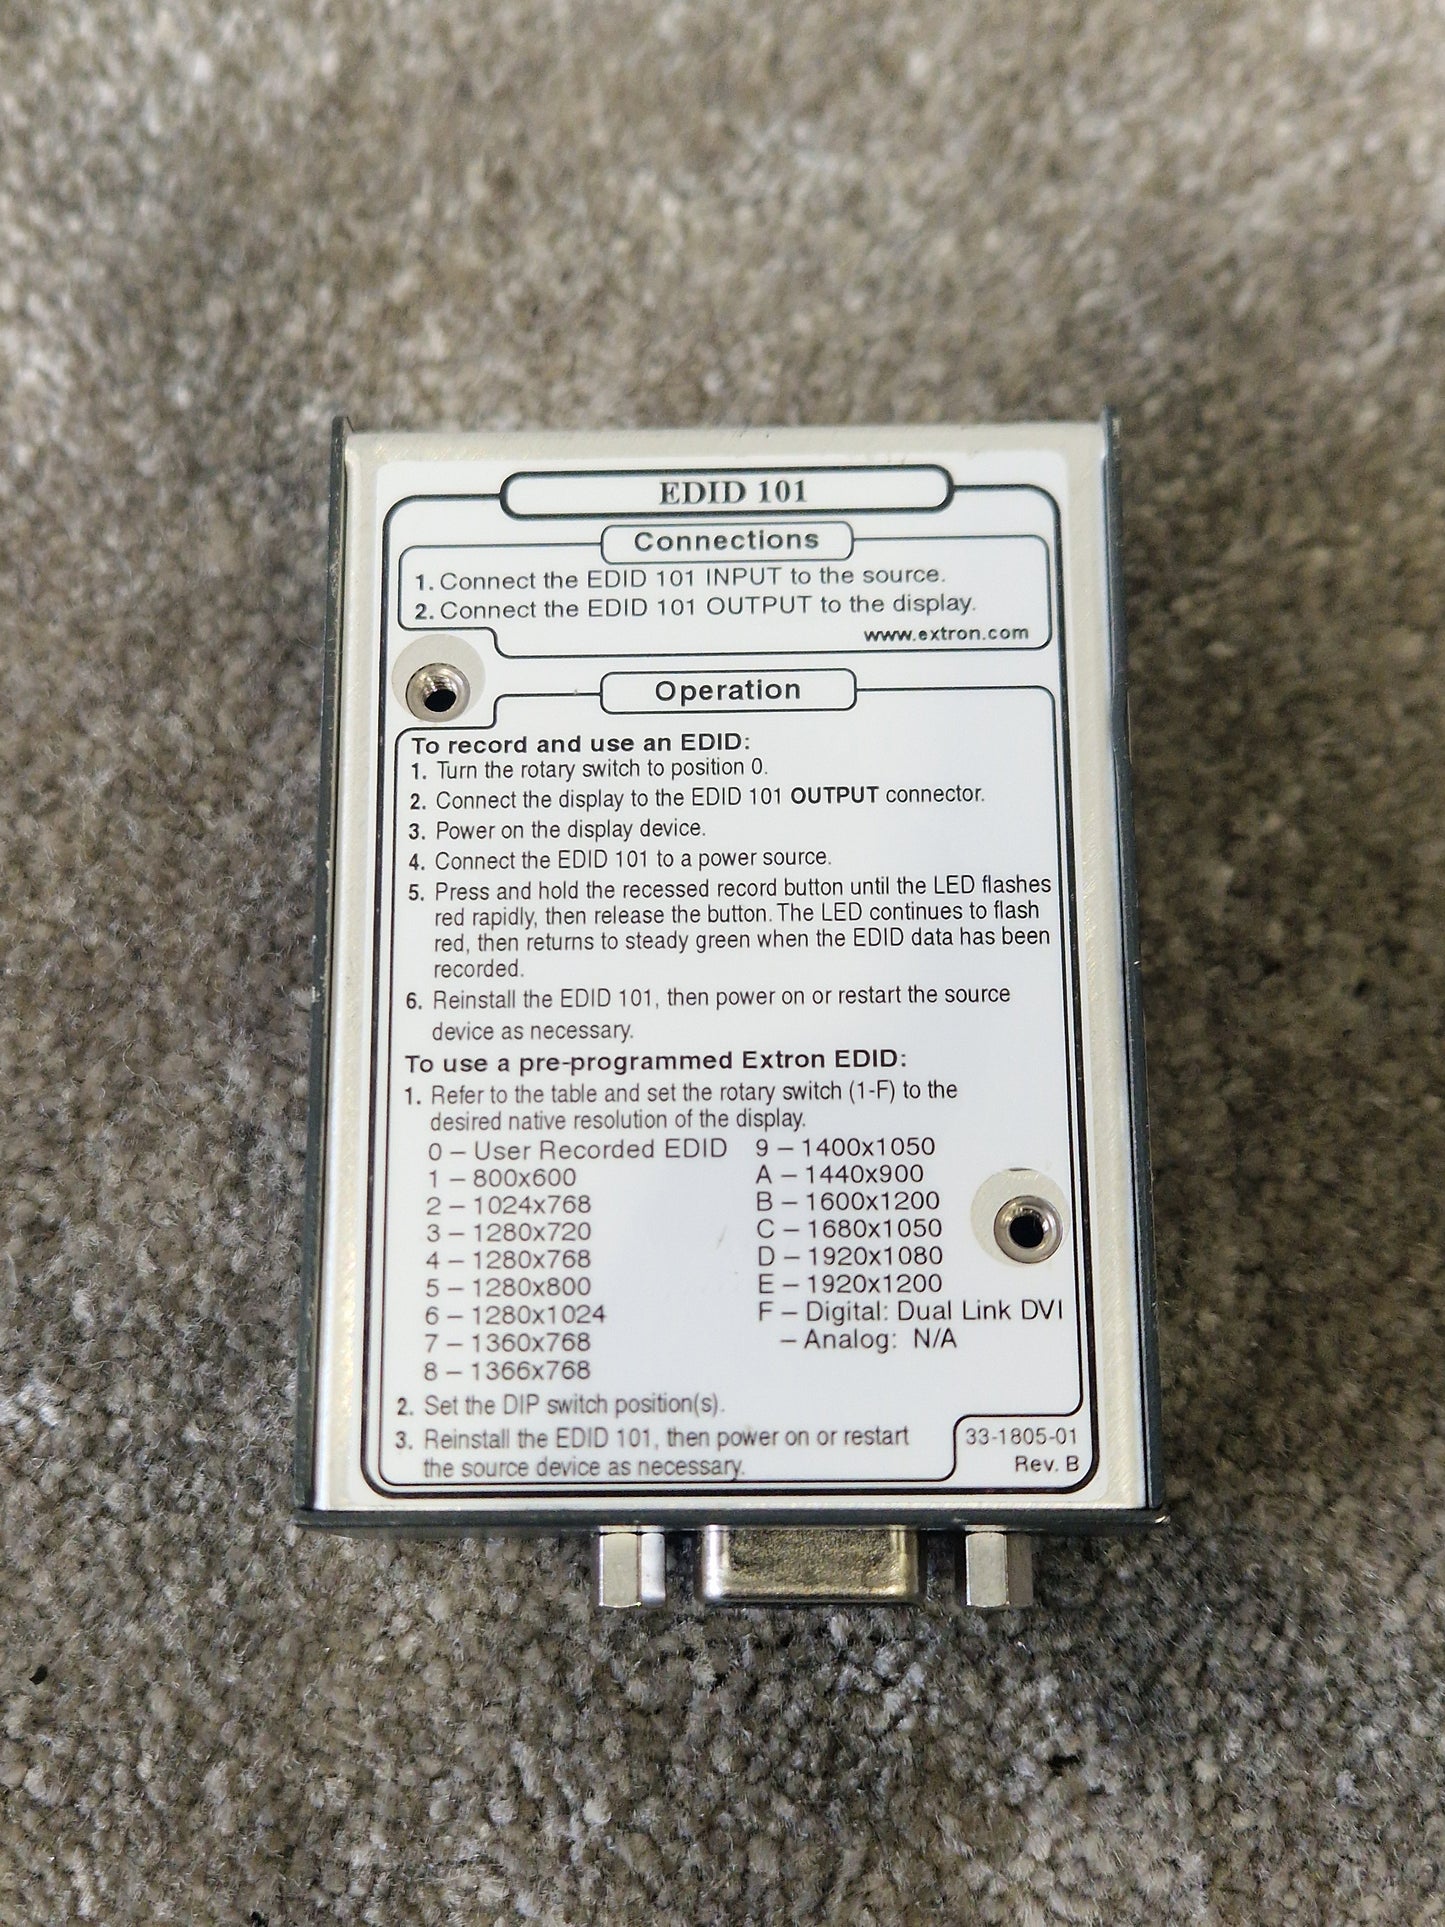 EDID 101
Connections
1. Connect the EDID 101 INPUT to the source.
2. Connect the EDID 101 OUTPUT to the display.
www.extron.com
Operation
To record and use an EDID:
1. Turn the rotary switch to position 0.
2. Connect the display to the EDID 101 OUTPUT connector.
3. Power on the display device.
4. Connect the EDID 101 to a power source.
5. Press and hold the recessed record button until the LED flashes
red rapidly, then release the button. The LED continues to flash
red, then returns to steady green when the EDID data has been
recorded.
6. Reinstall the EDID 101, then power on or restart the source
device as necessary.
To use a pre-programmed Extron EDID:
1. Refer to the table and set the rotary switch (1-F) to the
desired native resolution of the display.
0 – User Recorded EDID
1 – 800x600
2 – 1024x768
3 – 1280x720
4 – 1280x768
5 – 1280x800
6 – 1280x1024
7 – 1360x768
8 – 1366x768
9 – 1400x1050
A – 1440x900
B – 1600x1200
C – 1680x1050
D – 1920x1080
E – 1920x1200
F – Digital: Dual Link DVI
– Analog: N/A
2. Set the DIP switch position(s).
3. Reinstall the EDID 101, then power on or restart
the source device as necessary.
33-1805-01
Rev. B